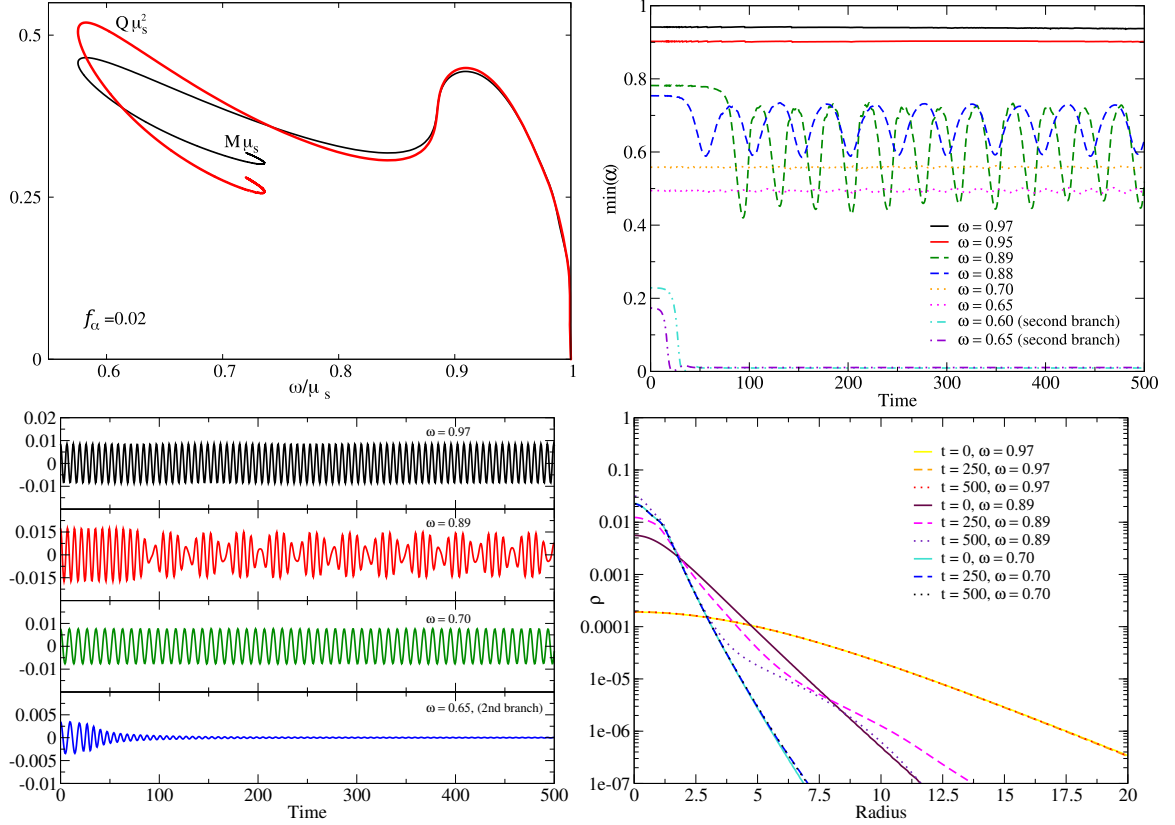 0.5
0.25
0
Q μₛ²
M μₛ
f_α =0.02
0.6
0.7
0.8
0.9
1
ω/μ s
1
0.8
0.6
0.4
0.2
0
min(α)
ω = 0.97
ω = 0.95
ω = 0.89
ω = 0.88
ω = 0.70
ω = 0.65
ω = 0.60 (second branch)
ω = 0.65 (second branch)
0
100
200
300
400
500
Time
0.02
0.01
0
-0.01
ω = 0.97
0.015
0
-0.015
ω = 0.89
0.01
0
-0.01
ω = 0.70
0.005
0
-0.005
-0.01
ω = 0.65, (2nd branch)
0
100
200
300
400
500
Time
1
0.1
0.01
0.001
0.0001
1e-05
1e-06
1e-07
ρ
t = 0, ω = 0.97
t = 250, ω = 0.97
t = 500, ω = 0.97
t = 0, ω = 0.89
t = 250, ω = 0.89
t = 500, ω = 0.89
t = 0, ω = 0.70
t = 250, ω = 0.70
t = 500, ω = 0.70
0
2.5
5
7.5
10
12.5
15
17.5
20
Radius